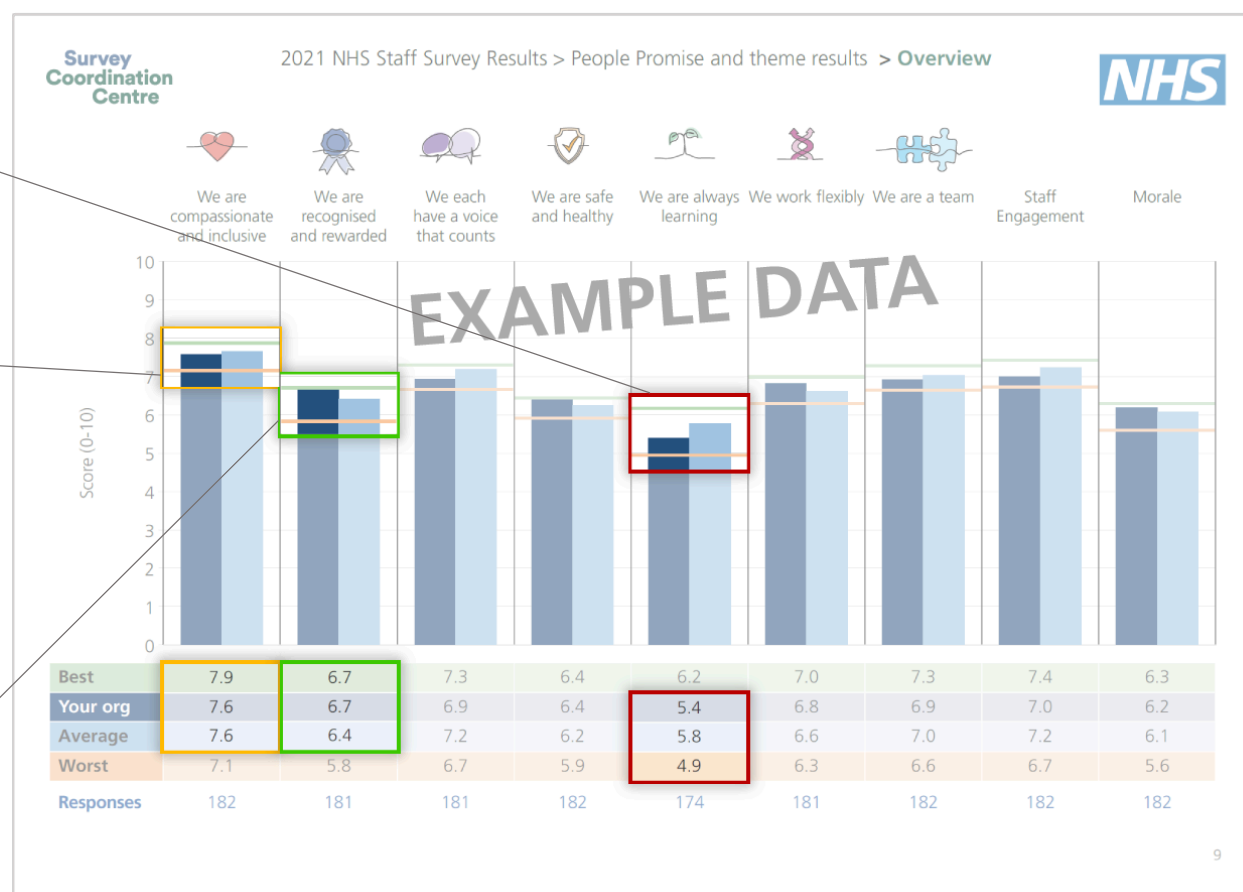 Survey
Coordination
Centre
2021 NHS Staff Survey Results > People Promise and theme results > Overview
NHS
We are
compassionate
and inclusive
We are
recognised
and rewarded
We each
have a voice
that counts
We are safe
and healthy
We are always
learning
We work flexibly
We are a team
Staff
Engagement
Morale
EXAMPLE DATA
Score (0-10)
10
9
8
7
6
5
4
3
2
1
0
Best 7.9 6.7 7.3 6.4 6.2 7.0 7.3 7.4 6.3
Your org 7.6 6.7 6.9 6.4 5.4 6.8 6.9 7.0 6.2
Average 7.6 6.4 7.2 6.2 5.8 6.6 7.0 7.2 6.1
Worst 7.1 5.8 6.7 5.9 4.9 6.3 6.6 6.7 5.6
Responses 182 181 181 182 174 181 182 182 182
9